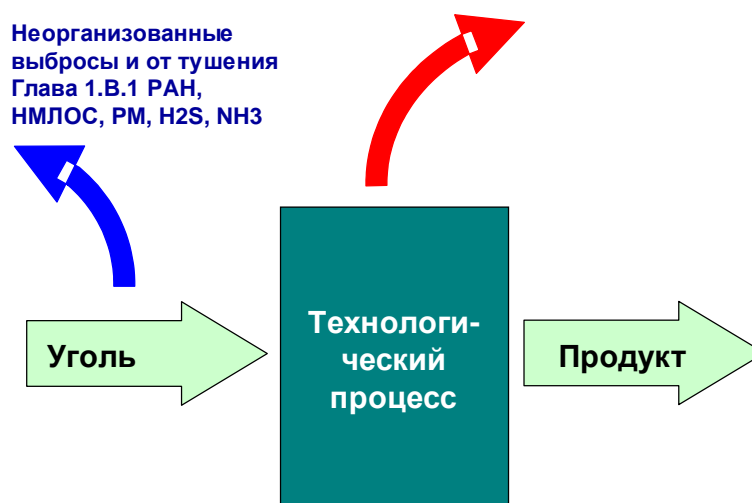 Неорганизованные
выбросы и от тушения
Глава 1.B.1 PAH,
НМЛОС, PM, H2S, NH3
Уголь
Технологи-
ческий
процесс
Продукт